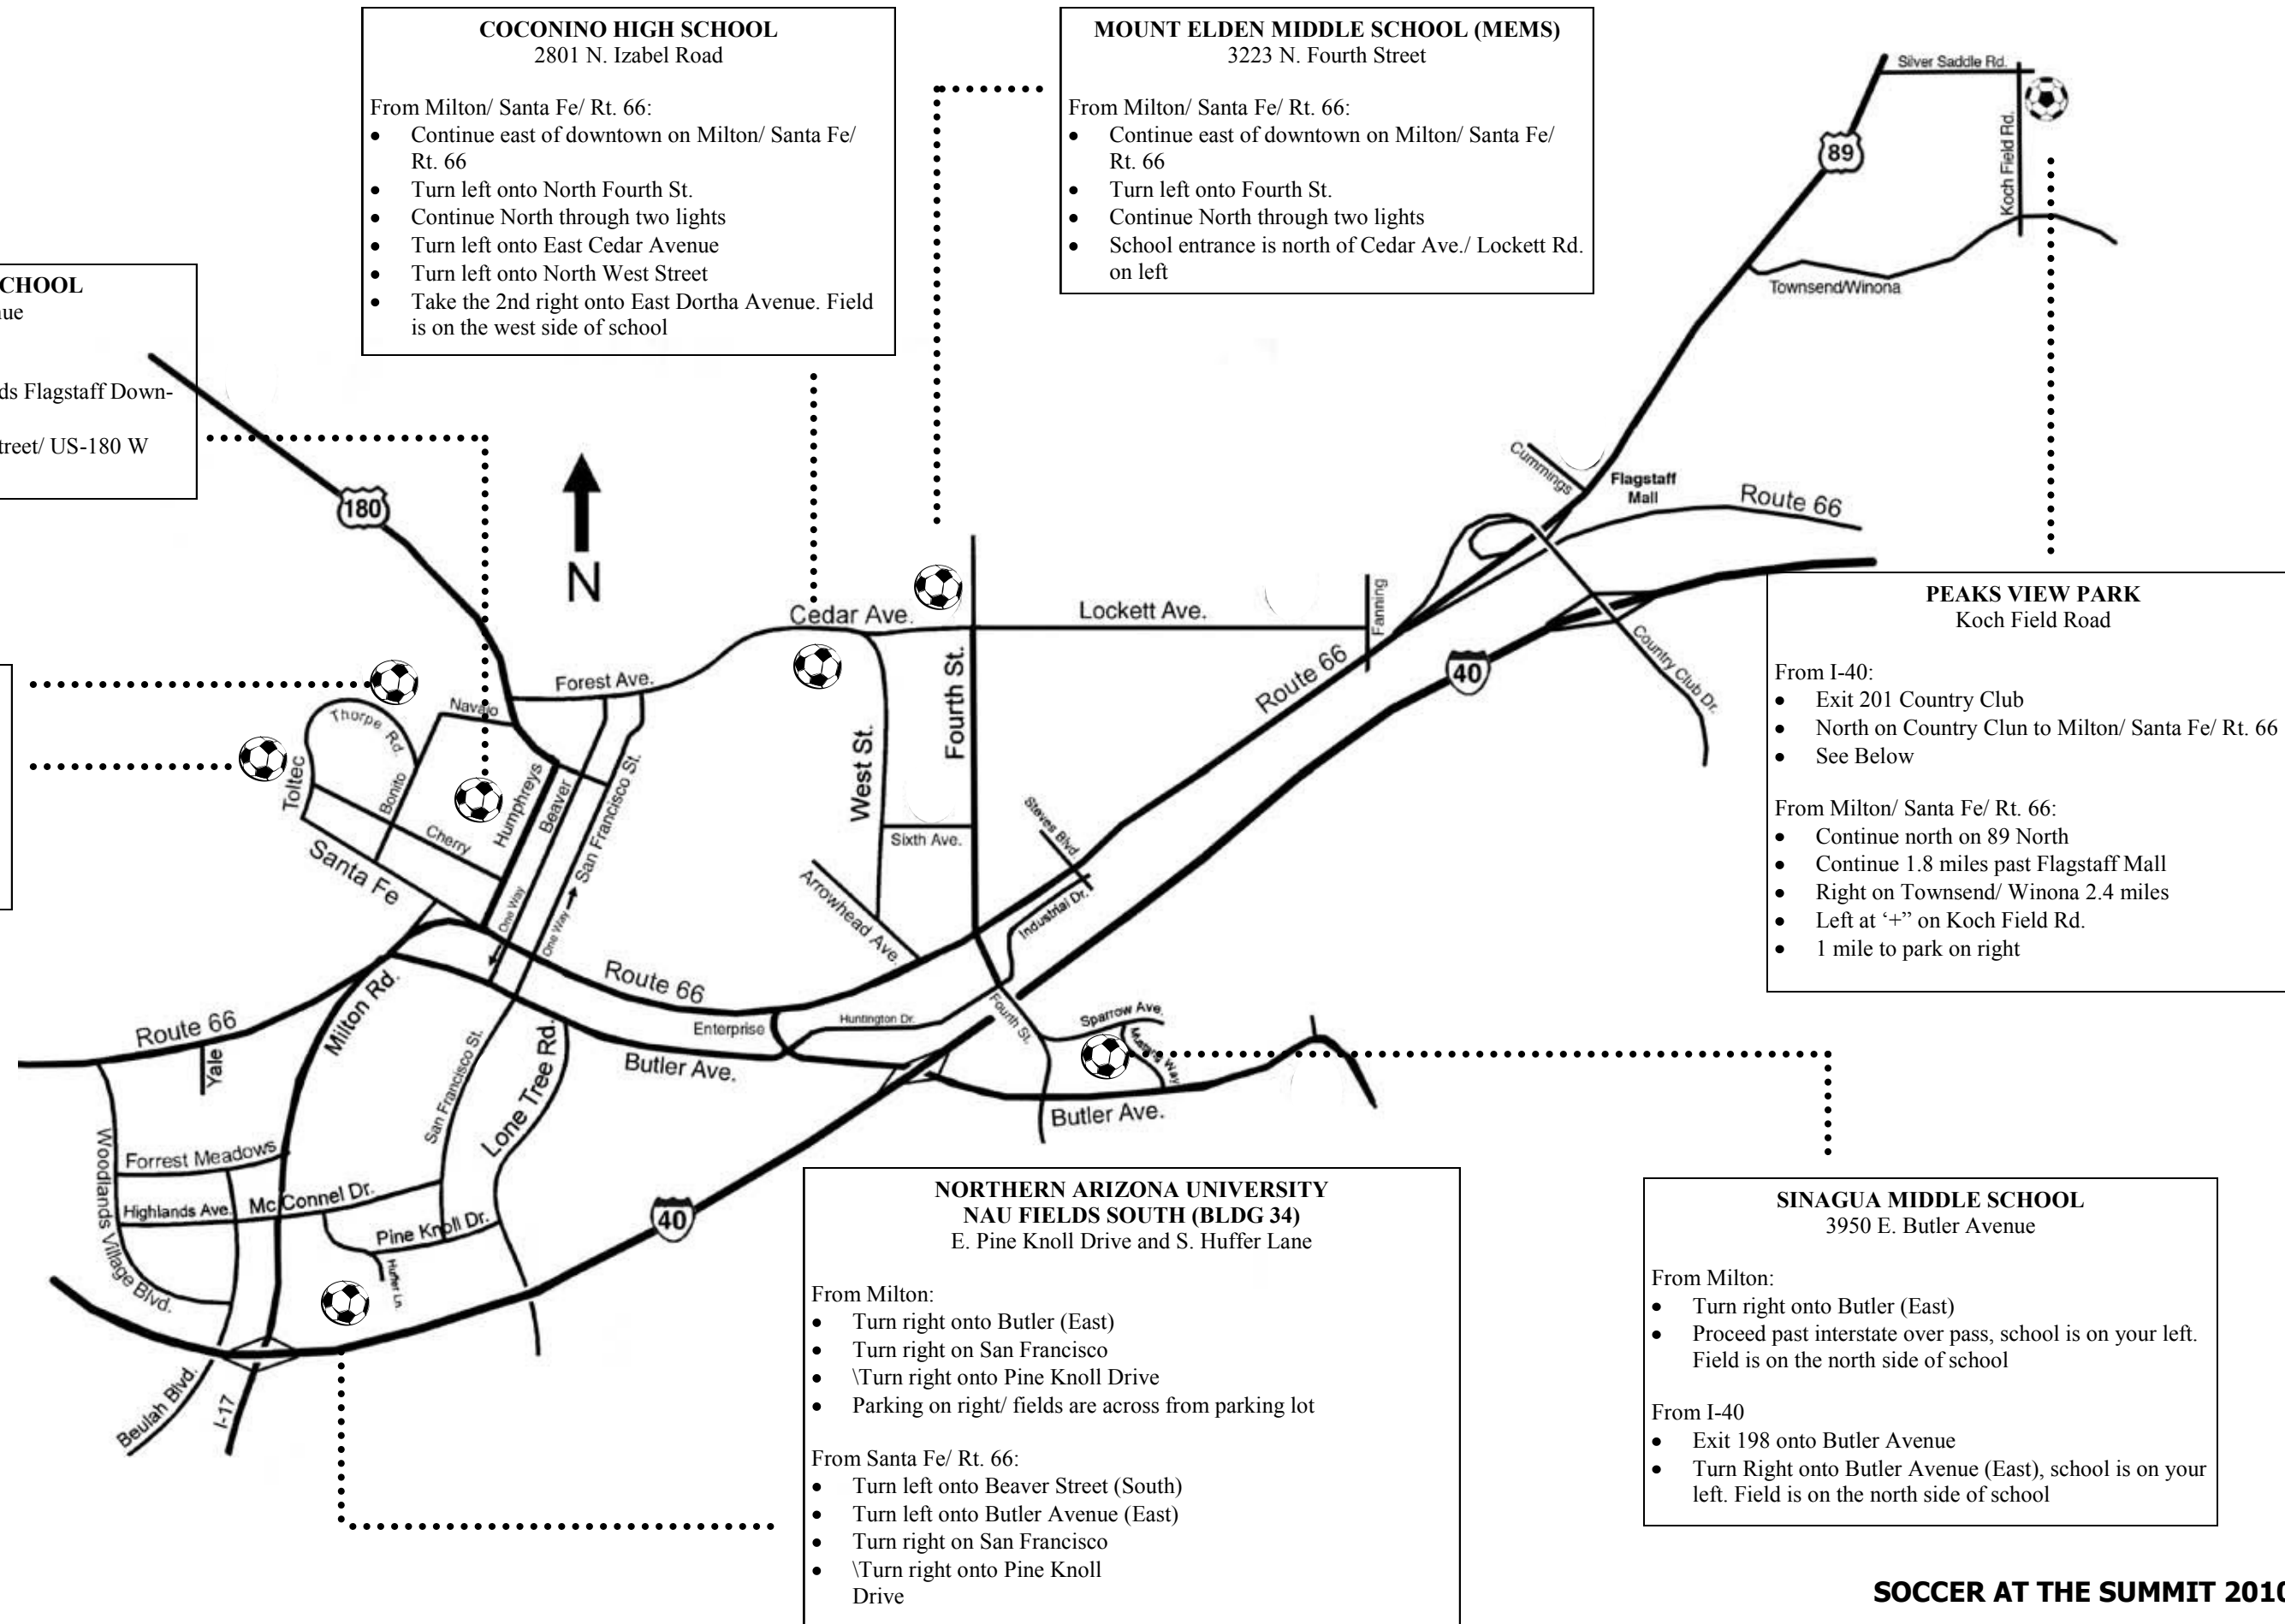 COCONINO HIGH SCHOOL
2801 N. Izabel Road
From Milton/ Santa Fe/ Rt. 66:
• Continue east of downtown on Milton/ Santa Fe/
Rt. 66
• Turn left onto North Fourth St.
• Continue North through two lights
• Turn left onto East Cedar Avenue
• Turn left onto North West Street
• Take the 2nd right onto East Dortha Avenue. Field
is on the west side of school
MOUNT ELDEN MIDDLE SCHOOL (MEMS)
3223 N. Fourth Street
From Milton/ Santa Fe/ Rt. 66:
• Continue east of downtown on Milton/ Santa Fe/
Rt. 66
• Turn left onto Fourth St.
• Continue North through two lights
• School entrance is north of Cedar Ave./ Lockett Rd.
on left
CHOOL
nue
ds Flagstaff Down-
treet/ US-180 W
Silver Saddle Rd.
89
Koch Field Rd.
Townsend/Winona
180
N
Cummings
Flagstaff
Mall
Route 66
Cedar Ave.
Lockett Ave.
Fanning
Country Club Dr.
40
Route 66
Forest Ave.
Navajo
Thorpe Rd.
Toltec
Bonito
Cherry
Humphreys
Beaver
San Francisco St.
Santa Fe
One Way
One Way
West St.
Fourth St.
Sixth Ave.
Arrowhead Ave.
Steves Blvd.
Industrial Dr.
Route 66
Milton Rd.
Route 66
Yale
Enterprise
Huntington Dr.
Fourth St.
Sparrow Ave.
Mustang Way
Butler Ave.
Butler Ave.
San Francisco St.
Lone Tree Rd.
Woodlands Village Blvd.
Forrest Meadows
Highlands Ave.
Mc Connel Dr.
Pine Knoll Dr.
Huffer Ln.
40
Beulah Blvd.
I-17
PEAKS VIEW PARK
Koch Field Road
From I-40:
• Exit 201 Country Club
• North on Country Clun to Milton/ Santa Fe/ Rt. 66
• See Below
From Milton/ Santa Fe/ Rt. 66:
• Continue north on 89 North
• Continue 1.8 miles past Flagstaff Mall
• Right on Townsend/ Winona 2.4 miles
• Left at ‘+” on Koch Field Rd.
• 1 mile to park on right
NORTHERN ARIZONA UNIVERSITY
NAU FIELDS SOUTH (BLDG 34)
E. Pine Knoll Drive and S. Huffer Lane
From Milton:
• Turn right onto Butler (East)
• Turn right on San Francisco
• \Turn right onto Pine Knoll Drive
• Parking on right/ fields are across from parking lot
From Santa Fe/ Rt. 66:
• Turn left onto Beaver Street (South)
• Turn left onto Butler Avenue (East)
• Turn right on San Francisco
• \Turn right onto Pine Knoll
Drive
SINAGUA MIDDLE SCHOOL
3950 E. Butler Avenue
From Milton:
• Turn right onto Butler (East)
• Proceed past interstate over pass, school is on your left.
Field is on the north side of school
From I-40
• Exit 198 onto Butler Avenue
• Turn Right onto Butler Avenue (East), school is on your
left. Field is on the north side of school
SOCCER AT THE SUMMIT 2010